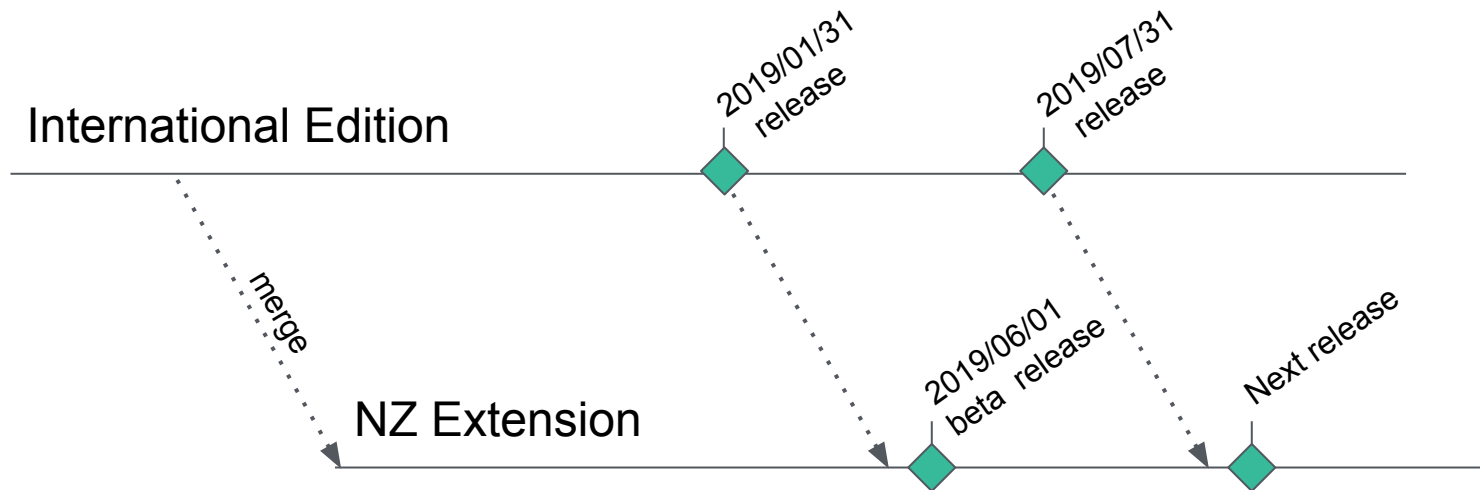 2019/01/31
release
2019/07/31
release
International Edition
merge
2019/06/01
beta release
Next release
NZ Extension